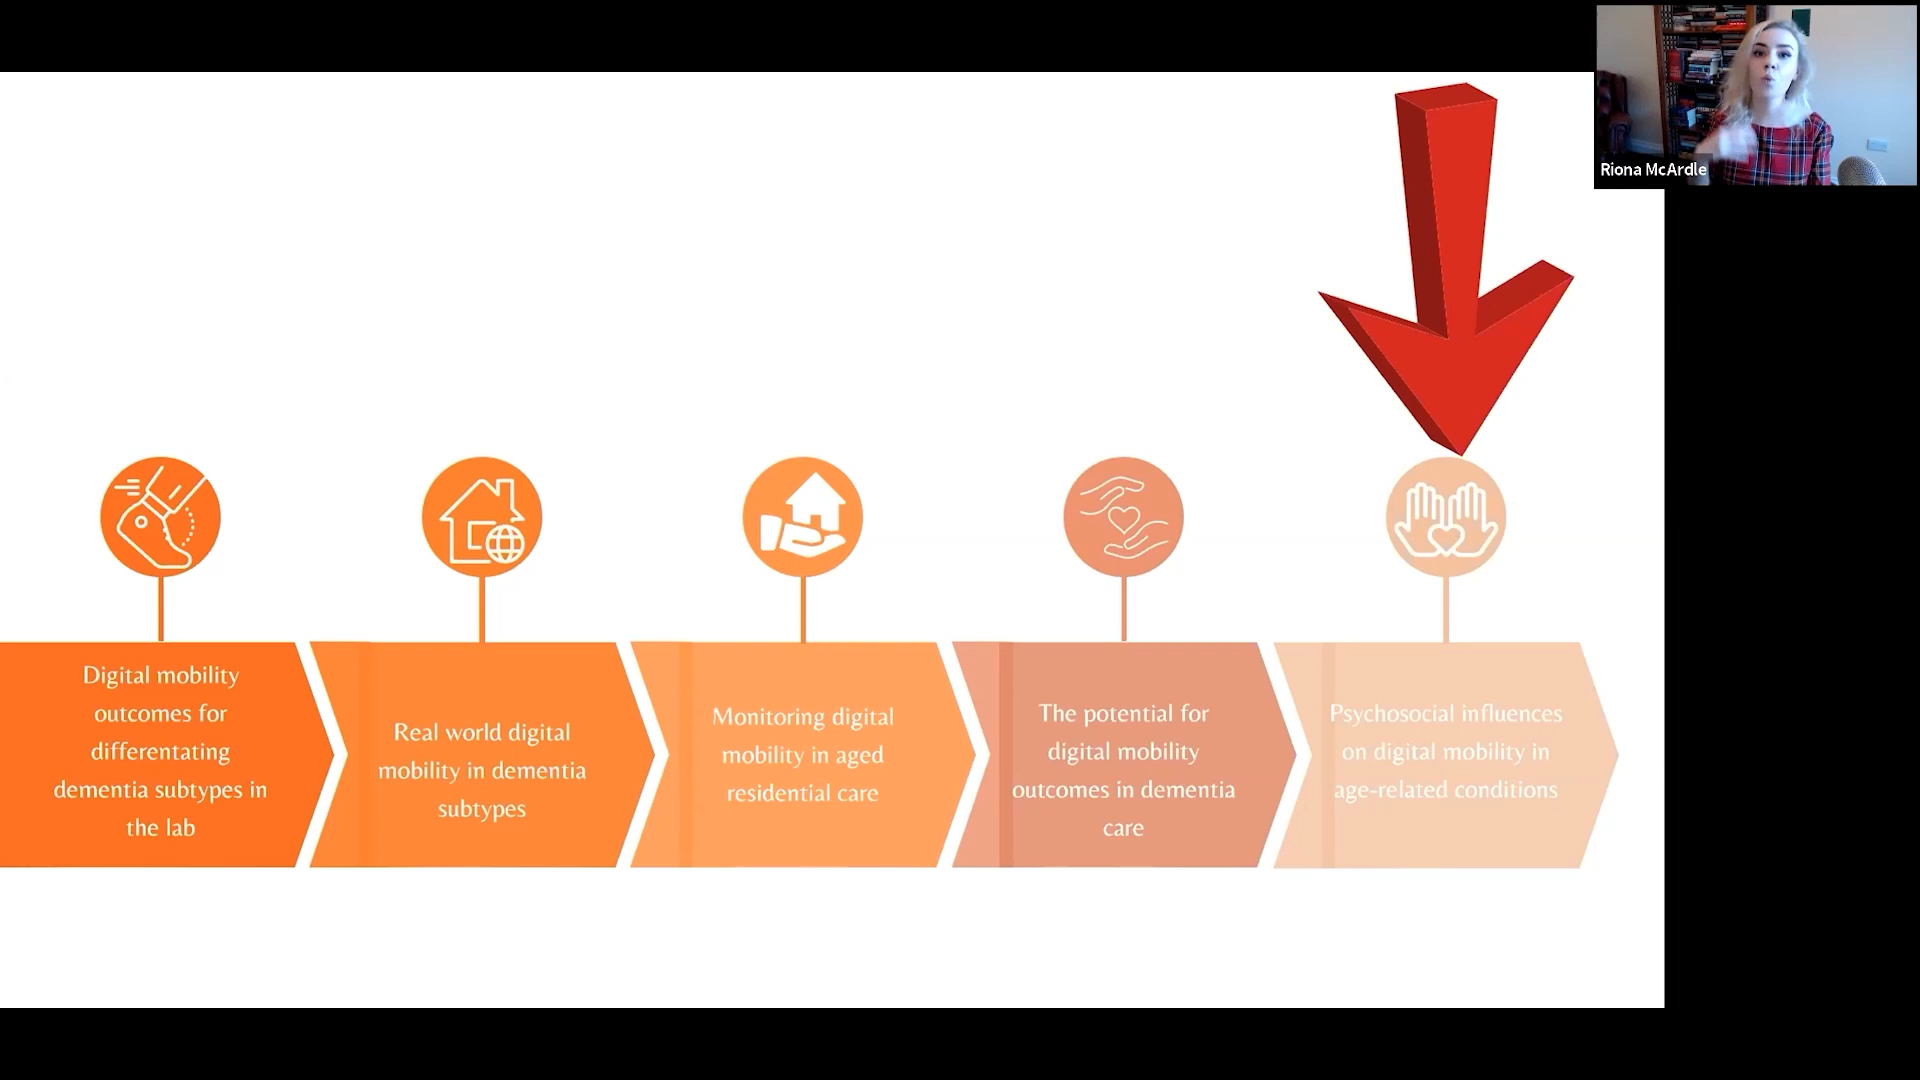 Riona McArdle
Digital mobility
outcomes for
differentating
dementia subtypes in
the lab
Real world digital
mobility in dementia
subtypes
Monitoring digital
mobility in aged
residential care
The potential for
digital mobility
outcomes in dementia
care
Psychosocial influences
on digital mobility in
age-related conditions